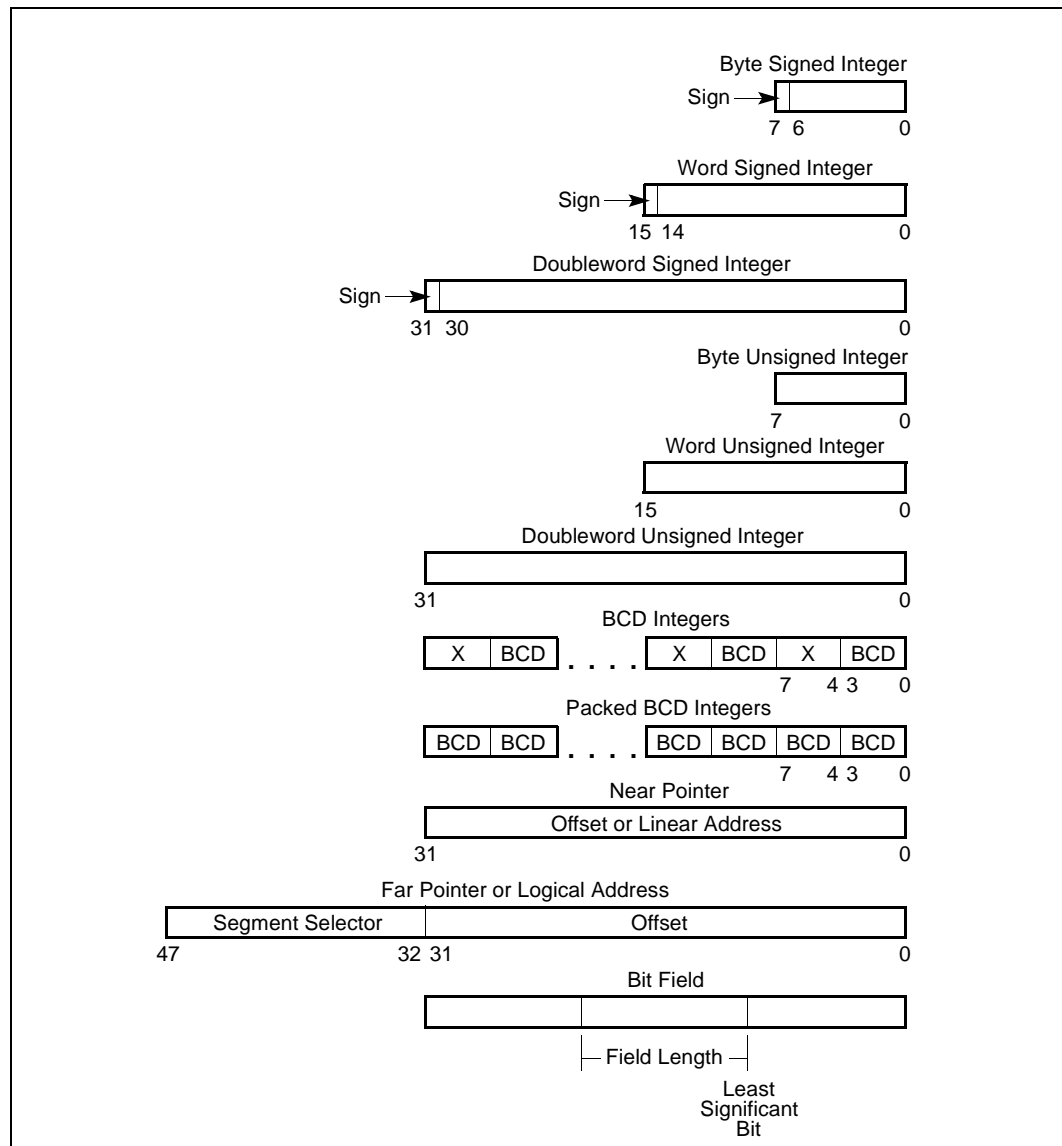 Byte Signed Integer
Sign
7 6 0
Word Signed Integer
Sign
15 14 0
Doubleword Signed Integer
Sign
31 30 0
Byte Unsigned Integer
7 0
Word Unsigned Integer
15 0
Doubleword Unsigned Integer
31 0
BCD Integers
X BCD . . . . X BCD X BCD
7 4 3 0
Packed BCD Integers
BCD BCD . . . . BCD BCD BCD BCD
7 4 3 0
Near Pointer
Offset or Linear Address
31 0
Far Pointer or Logical Address
Segment Selector Offset
47 32 31 0
Bit Field
Field Length
Least
Significant
Bit